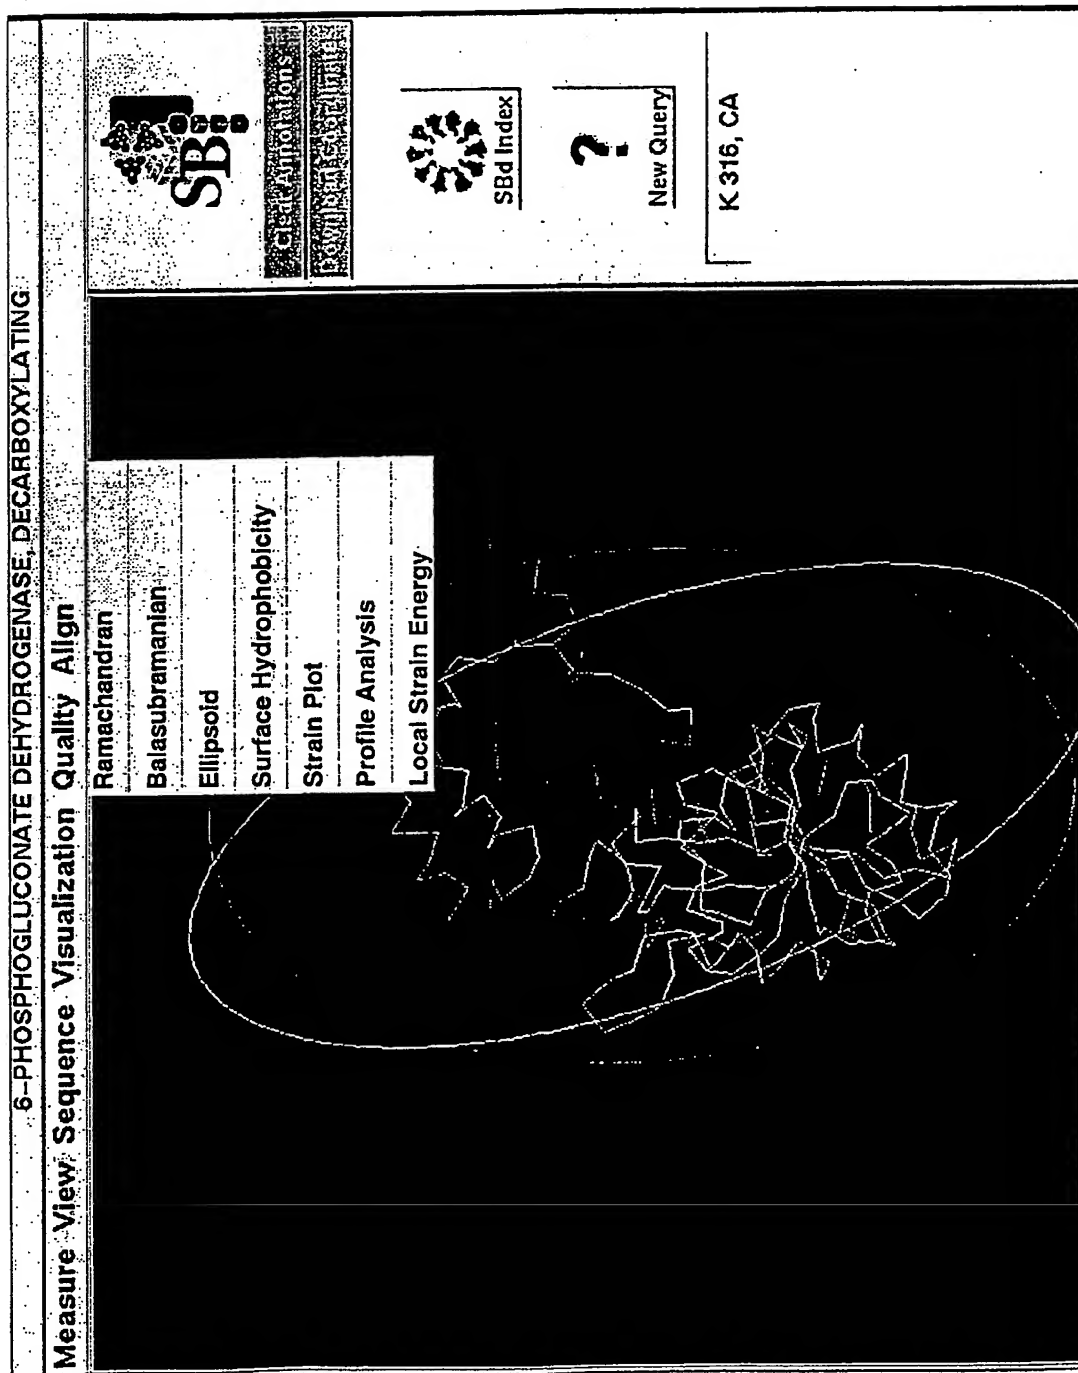 6-PHOSPHOGLUCONATE DEHYDROGENASE, DECARBOXYLATING
Measure View Sequence Visualization Quality Align
Ramachandran
Balasubramanian
Ellipsoid
Surface Hydrophobicity
Strain Plot
Profile Analysis
Local Strain Energy
SB
Clear Annotations
SBd Index
?
New Query
K 316, CA